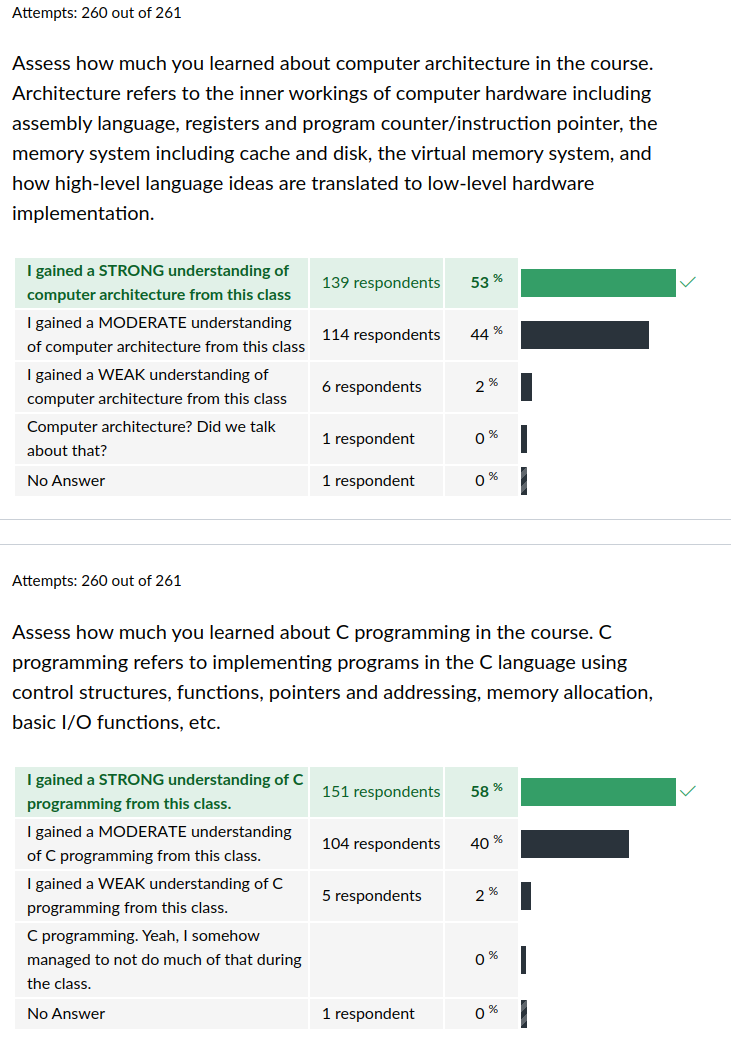 Attempts: 260 out of 261
Assess how much you learned about computer architecture in the course.
Architecture refers to the inner workings of computer hardware including
assembly language, registers and program counter/instruction pointer, the
memory system including cache and disk, the virtual memory system, and
how high-level language ideas are translated to low-level hardware
implementation.
I gained a STRONG understanding of
computer architecture from this class
139 respondents
53 %
I gained a MODERATE understanding
of computer architecture from this class
114 respondents
44 %
I gained a WEAK understanding of
computer architecture from this class
6 respondents
2 %
Computer architecture? Did we talk
about that?
1 respondent
0 %
No Answer
1 respondent
0 %
Attempts: 260 out of 261
Assess how much you learned about C programming in the course. C
programming refers to implementing programs in the C language using
control structures, functions, pointers and addressing, memory allocation,
basic I/O functions, etc.
I gained a STRONG understanding of C
programming from this class.
151 respondents
58 %
I gained a MODERATE understanding
of C programming from this class.
104 respondents
40 %
I gained a WEAK understanding of C
programming from this class.
5 respondents
2 %
C programming. Yeah, I somehow
managed to not do much of that during
the class.
0 %
No Answer
1 respondent
0 %